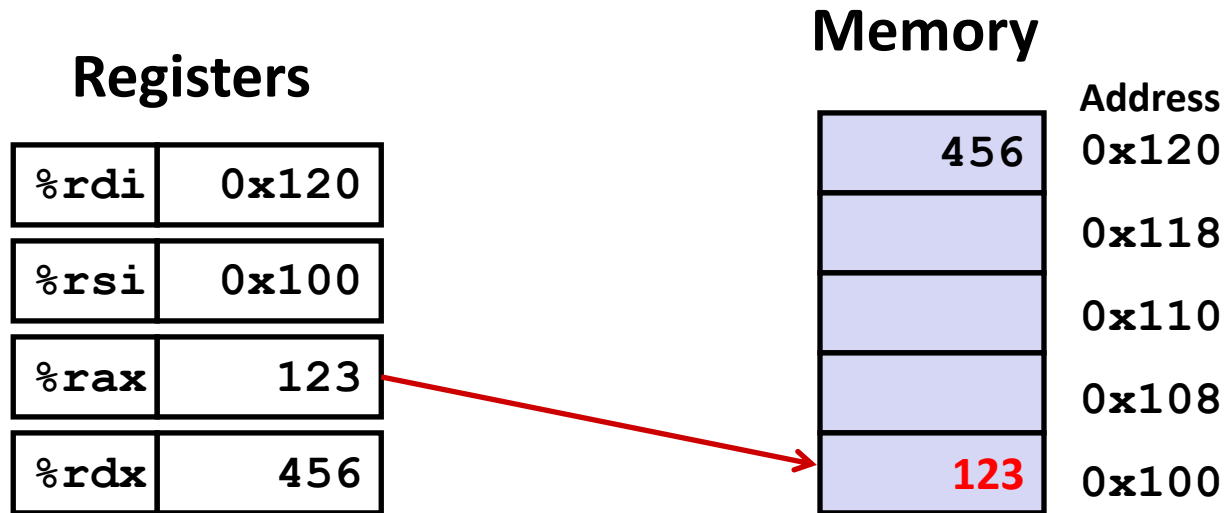 Registers
%rdi 0x120
%rsi 0x100
%rax 123
%rdx 456
Memory
Address
456 0x120
0x118
0x110
0x108
123 0x100